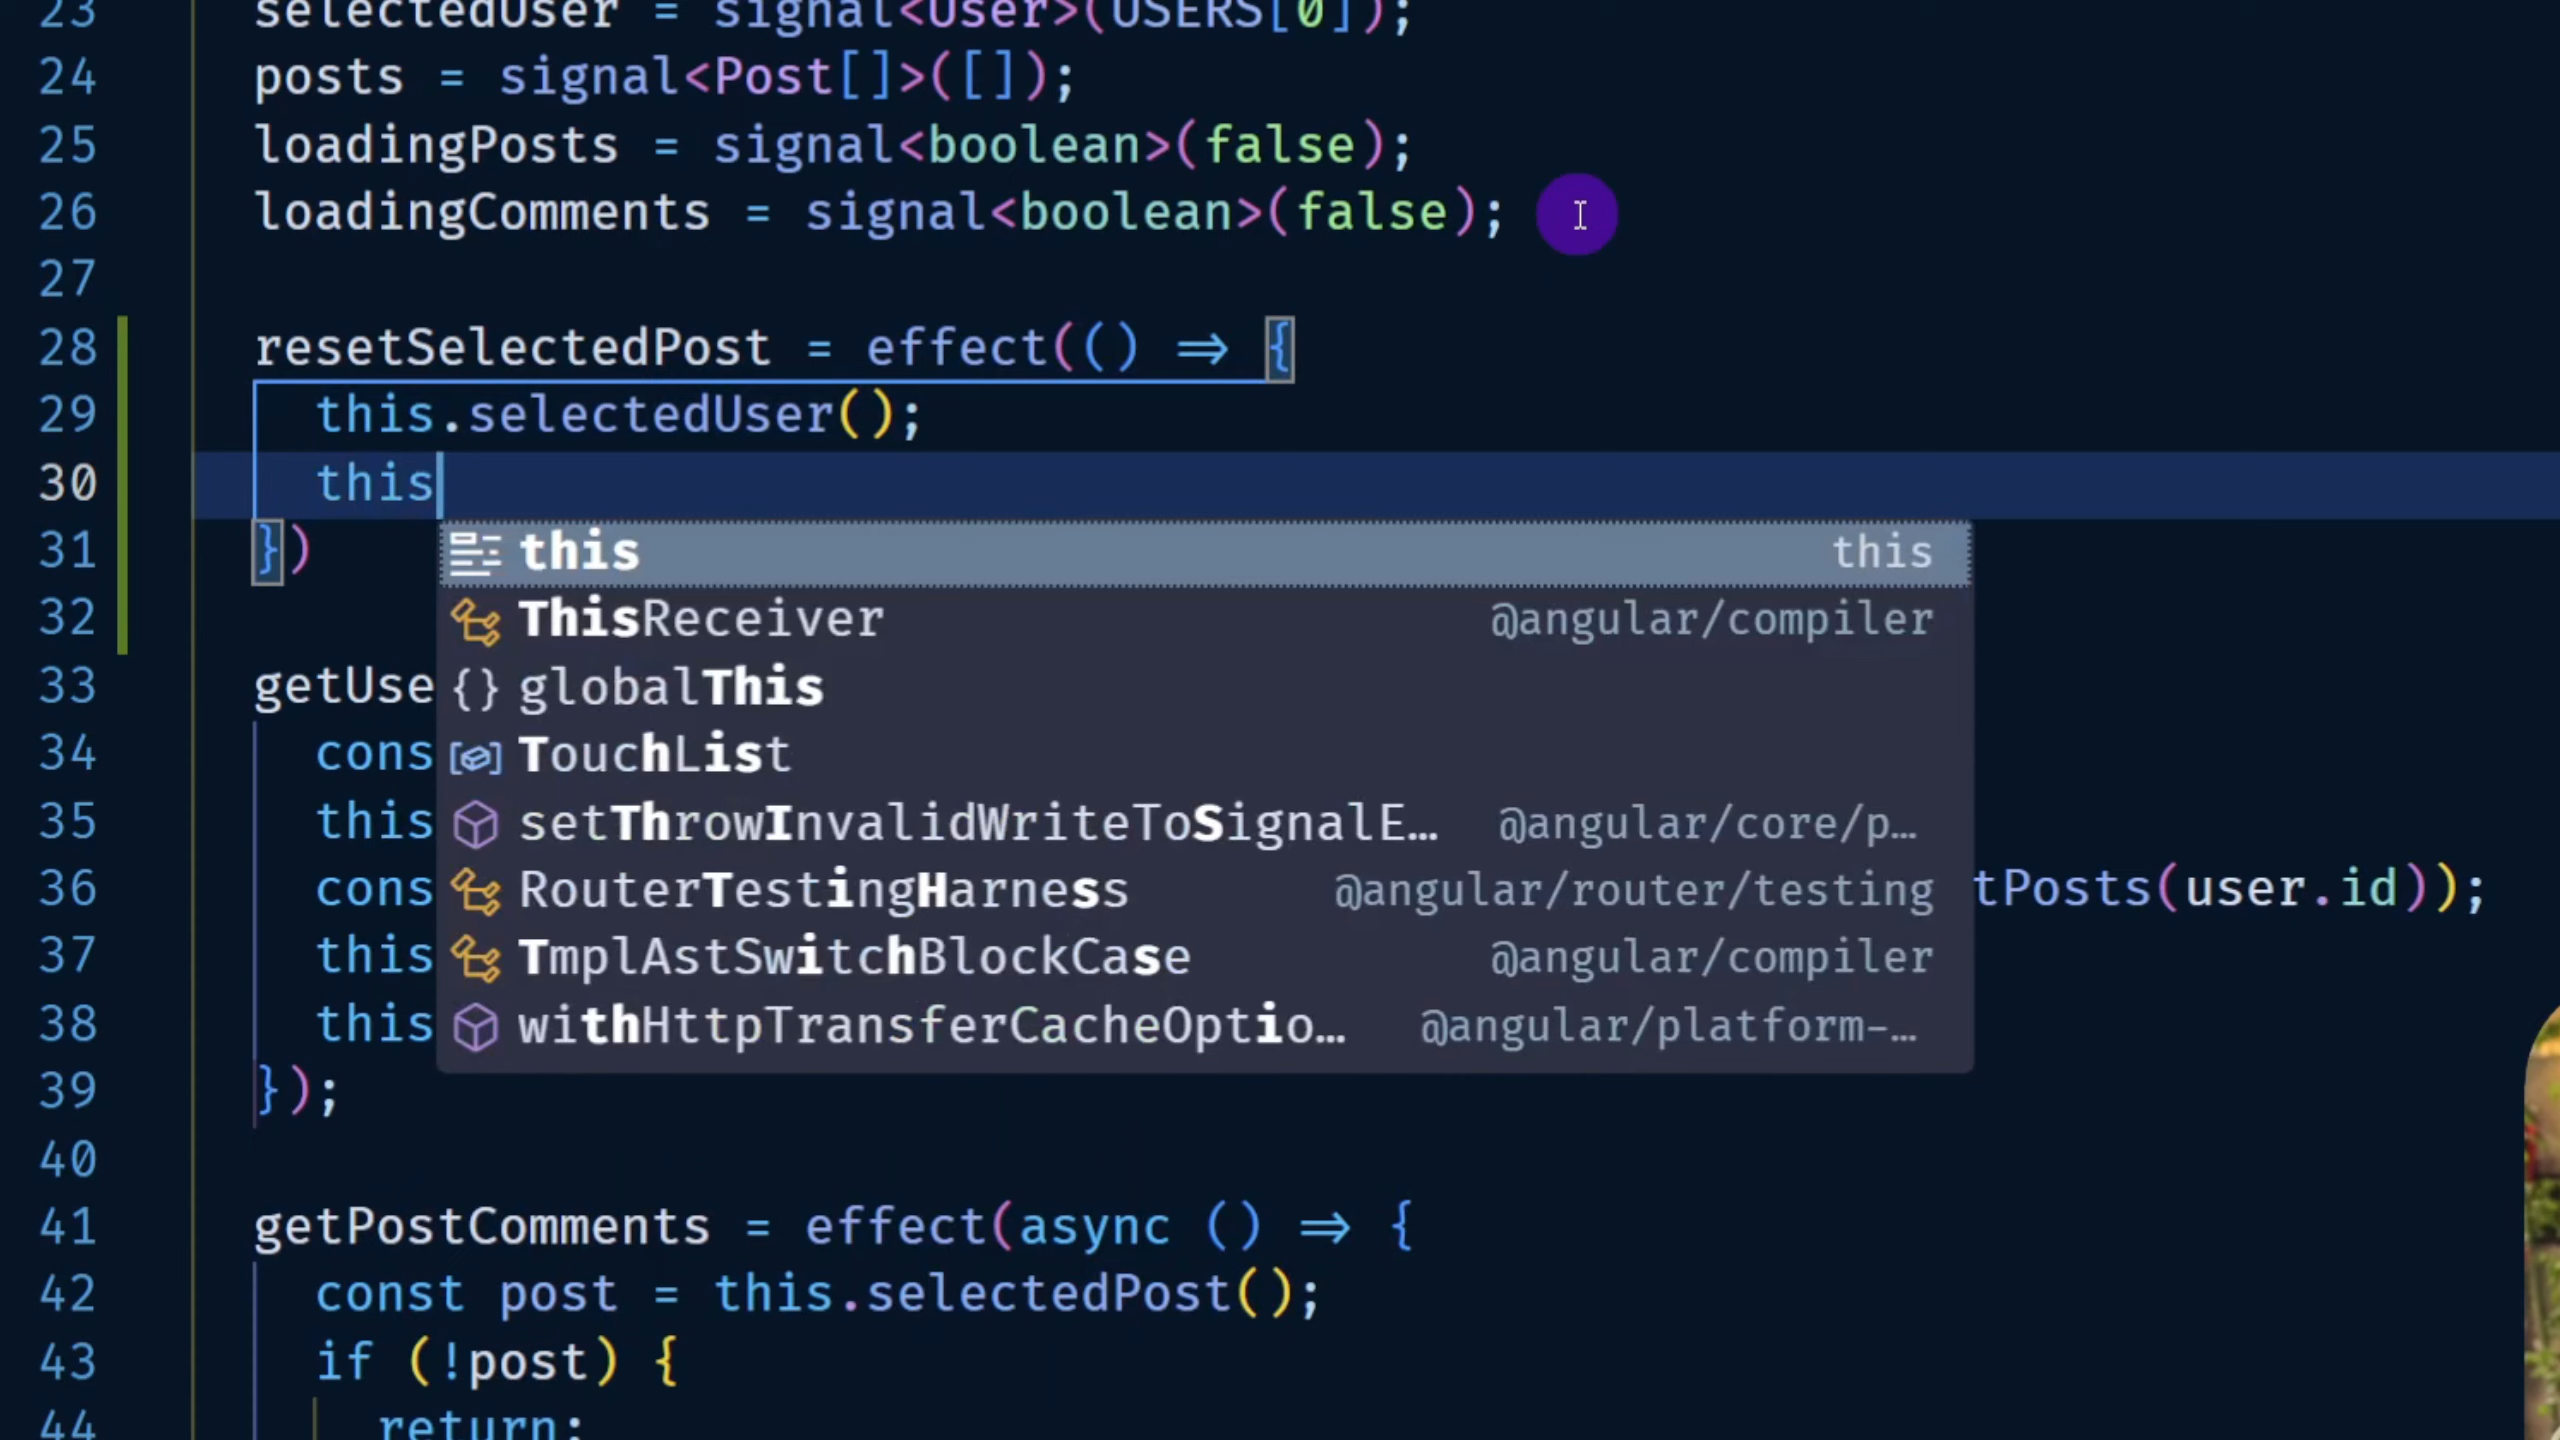 23 selectedUser = signal<User>(USERS[0]);
24 posts = signal<Post[]>([]);
25 loadingPosts = signal<boolean>(false);
26 loadingComments = signal<boolean>(false);
27
28 resetSelectedPost = effect(() => {
29 this.selectedUser();
30 this
31 })
this this
ThisReceiver @angular/compiler
32
33 getUse
globalThis
34 cons
TouchList
35 this
setThrowInvalidWriteToSignalE… @angular/core/p…
36 cons
RouterTestingHarness @angular/router/testing
tPosts(user.id));
37 this
TmplAstSwitchBlockCase @angular/compiler
38 this
withHttpTransferCacheOptio… @angular/platform-…
39 });
40
41 getPostComments = effect(async () => {
42 const post = this.selectedPost();
43 if (!post) {
44 return;